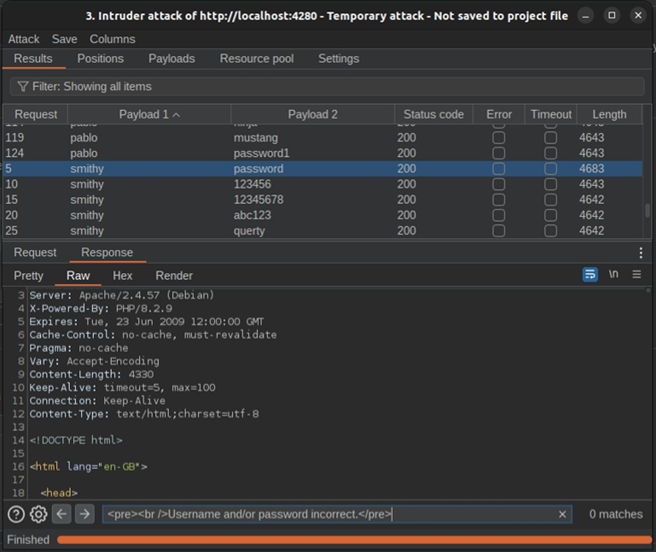 3. Intruder attack of http://localhost:4280 - Temporary attack - Not saved to project file
Attack Save Columns
Results Positions Payloads Resource pool Settings
Filter: Showing all items
Request Payload 1 Payload 2 Status code Error Timeout Length
119 pablo mustang 200 4643
124 pablo password1 200 4643
5 smithy password 200 4683
10 smithy 123456 200 4643
15 smithy 12345678 200 4642
20 smithy abc123 200 4642
25 smithy querty 200 4642
Request Response
Pretty Raw Hex Render \n
3 Server: Apache/2.4.57 (Debian)
4 X-Powered-By: PHP/8.2.9
5 Expires: Tue, 23 Jun 2009 12:00:00 GMT
6 Cache-Control: no-cache, must-revalidate
7 Pragma: no-cache
8 Vary: Accept-Encoding
9 Content-Length: 4330
10 Keep-Alive: timeout=5, max=100
11 Connection: Keep-Alive
12 Content-Type: text/html;charset=utf-8
13
14 <!DOCTYPE html>
15
16 <html lang="en-GB">
17
18 <head>
<pre><br />Username and/or password incorrect.</pre> 0 matches
Finished